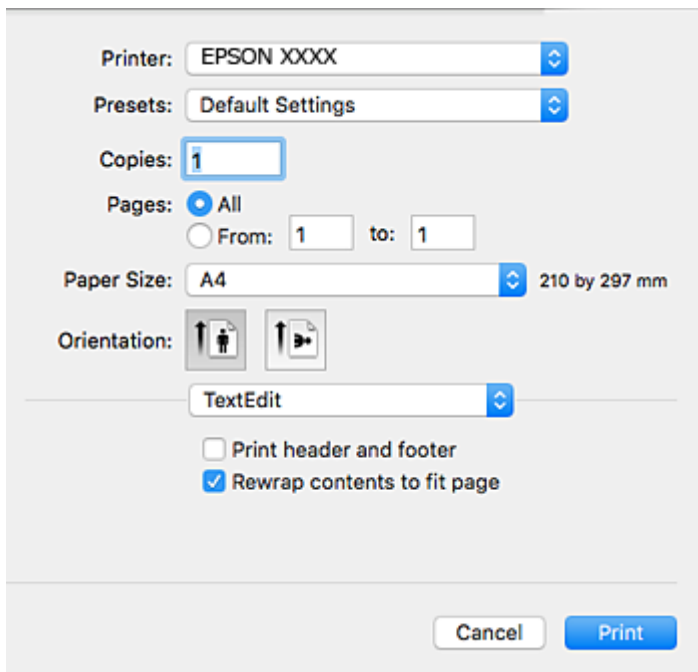 Printer: EPSON XXXX
Presets: Default Settings
Copies: 1
Pages: All
From: 1 to: 1
Paper Size: A4 210 by 297 mm
Orientation:
TextEdit
Print header and footer
Rewrap contents to fit page
Cancel Print